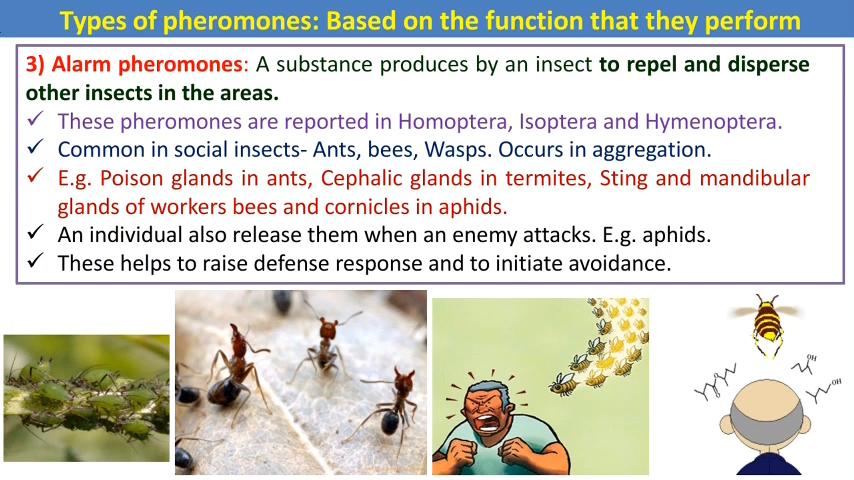 Types of pheromones: Based on the function that they perform
3) Alarm pheromones: A substance produces by an insect to repel and disperse
other insects in the areas.
✓ These pheromones are reported in Homoptera, Isoptera and Hymenoptera.
✓ Common in social insects- Ants, bees, Wasps. Occurs in aggregation.
✓ E.g. Poison glands in ants, Cephalic glands in termites, Sting and mandibular
glands of workers bees and cornicles in aphids.
✓ An individual also release them when an enemy attacks. E.g. aphids.
✓ These helps to raise defense response and to initiate avoidance.
OH
OH